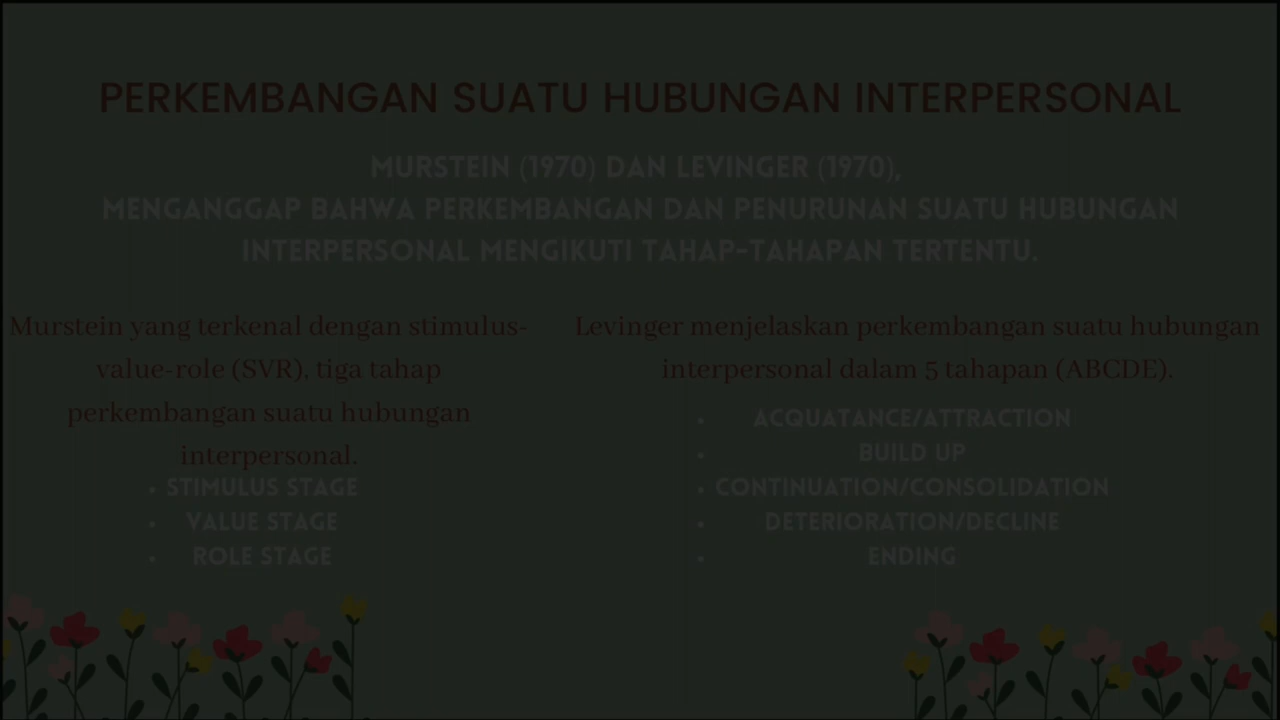 PERKEMBANGAN SUATU HUBUNGAN INTERPERSONAL
MURSTEIN (1970) DAN LEVINGER (1970),
MENGANGGAP BAHWA PERKEMBANGAN DAN PENURUNAN SUATU HUBUNGAN
INTERPERSONAL MENGIKUTI TAHAP-TAHAPAN TERTENTU.
Murstein yang terkenal dengan stimulus-
value-role (SVR), tiga tahap
perkembangan suatu hubungan
interpersonal.
• STIMULUS STAGE
• VALUE STAGE
• ROLE STAGE
Levinger menjelaskan perkembangan suatu hubungan
interpersonal dalam 5 tahapan (ABCDE).
• ACQUATANCE/ATTRACTION
• BUILD UP
• CONTINUATION/CONSOLIDATION
• DETERIORATION/DECLINE
• ENDING